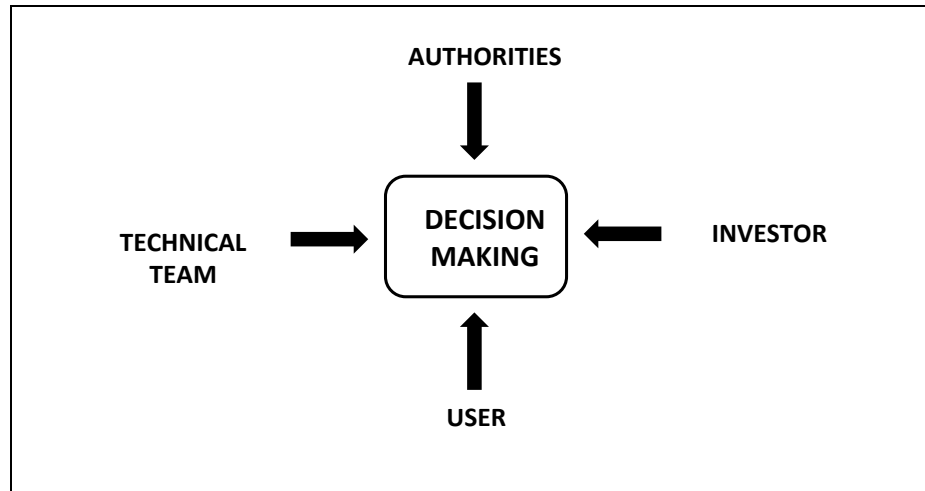 AUTHORITIES
DECISION
MAKING
TECHNICAL
TEAM
INVESTOR
USER